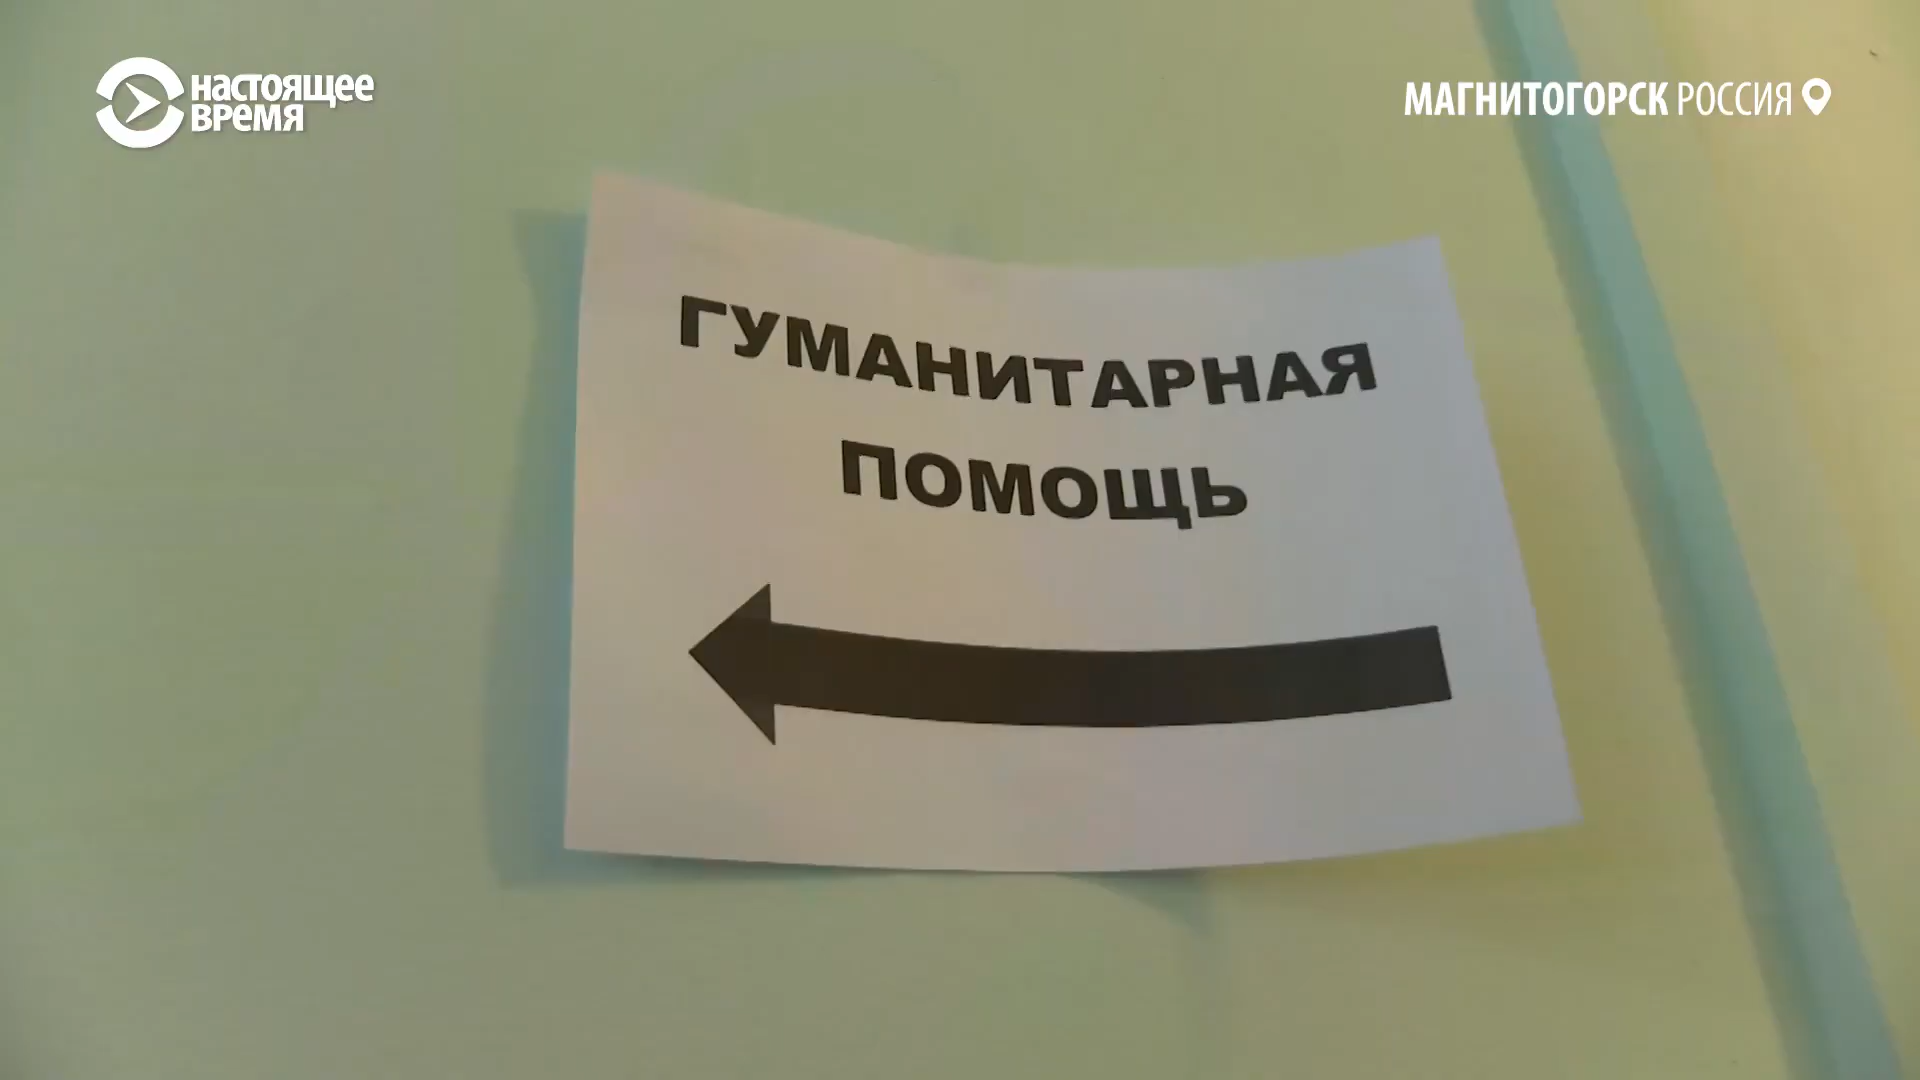 настоящее
время
МАГНИТОГОРСК РОССИЯ
ГУМАНИТАРНАЯ
ПОМОЩЬ